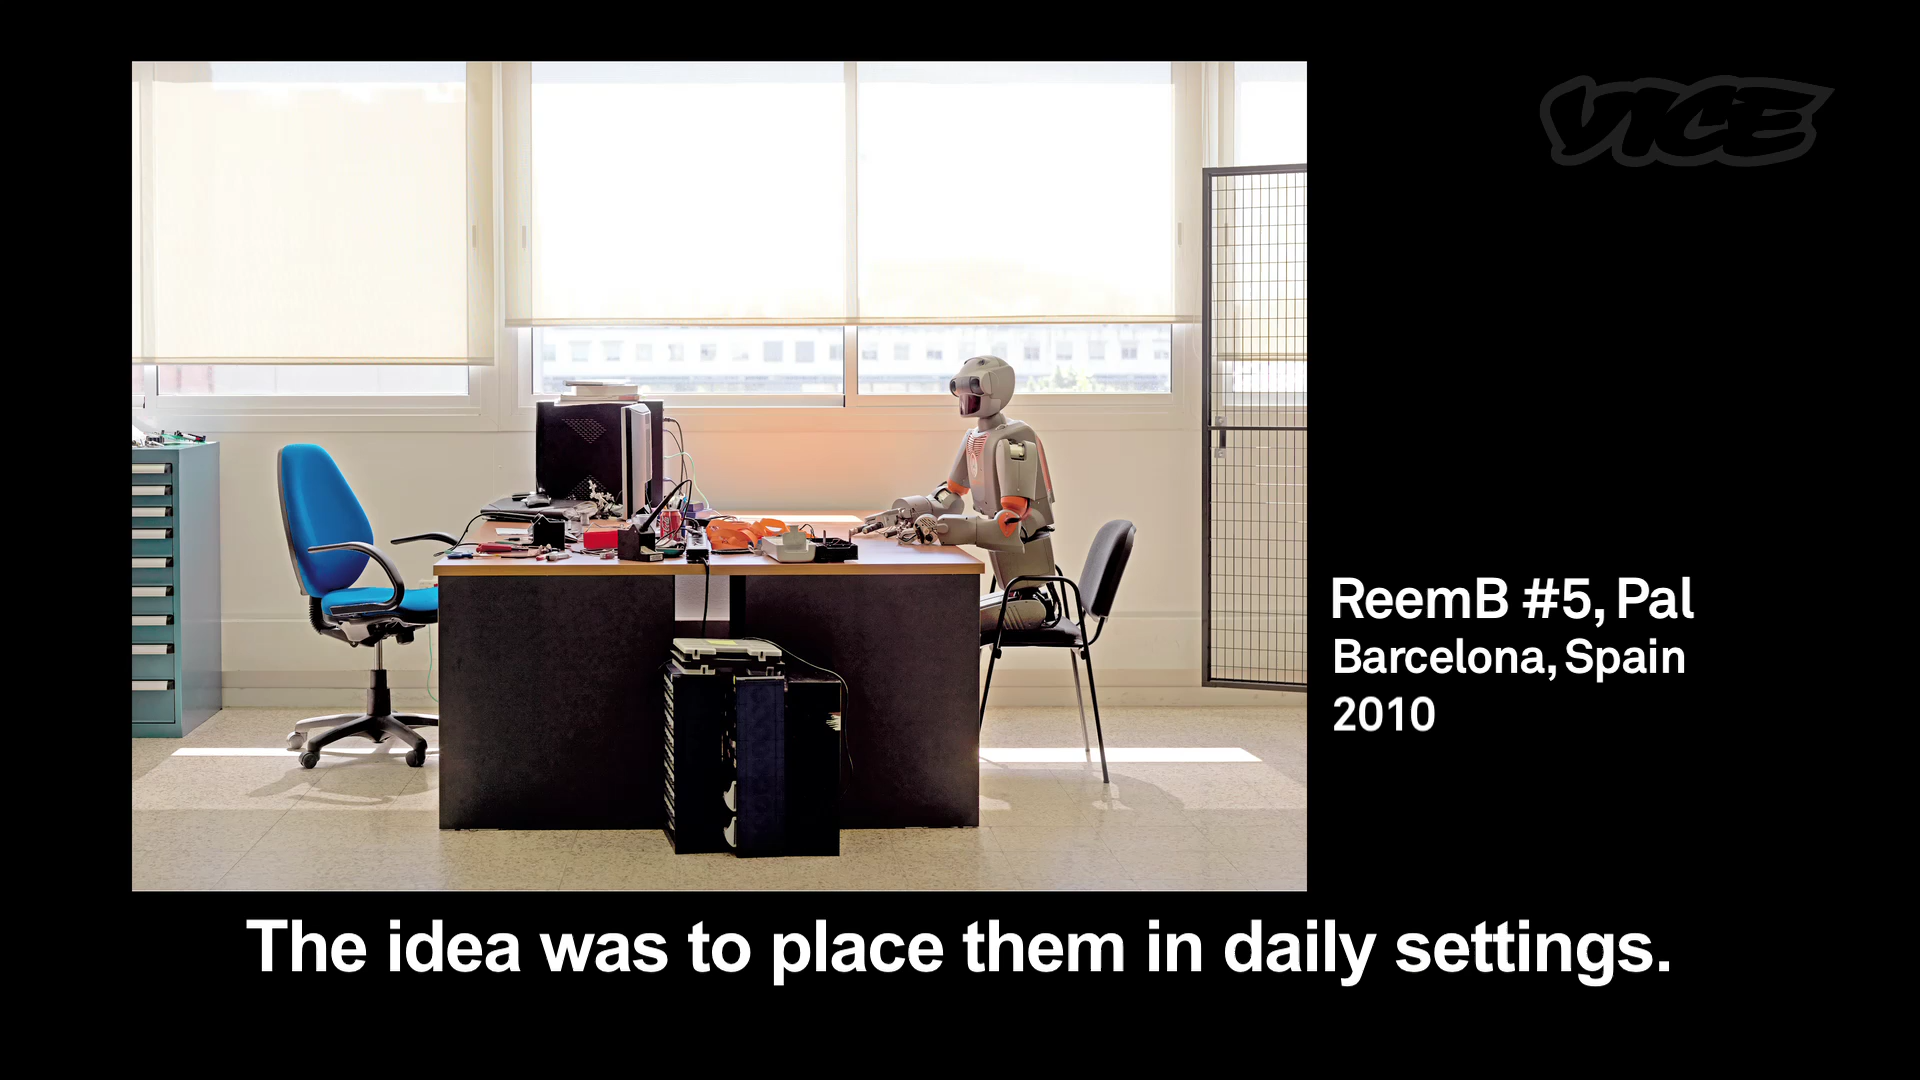 VICE
ReemB #5, Pal
Barcelona, Spain
2010
The idea was to place them in daily settings.